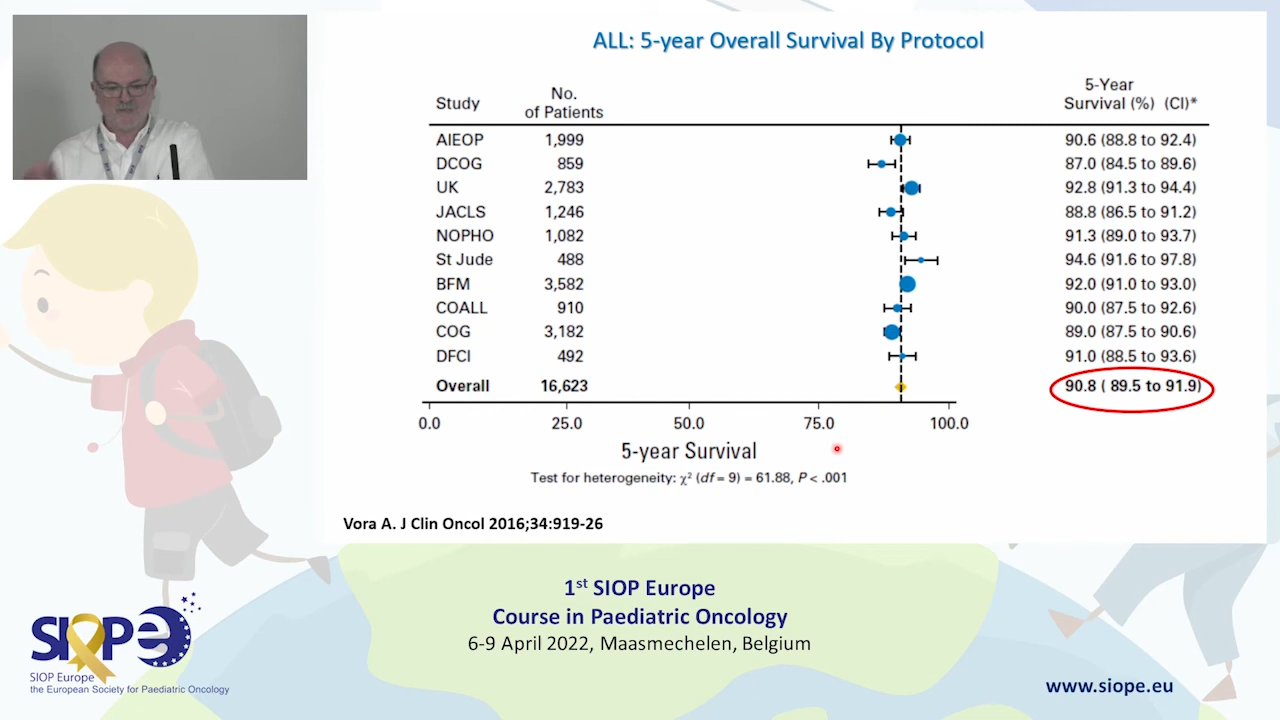 ALL: 5-year Overall Survival By Protocol
Study No. of Patients 5-Year Survival (%) (CI)*
AIEOP 1,999 90.6 (88.8 to 92.4)
DCOG 859 87.0 (84.5 to 89.6)
UK 2,783 92.8 (91.3 to 94.4)
JACLS 1,246 88.8 (86.5 to 91.2)
NOPHO 1,082 91.3 (89.0 to 93.7)
St Jude 488 94.6 (91.6 to 97.8)
BFM 3,582 92.0 (91.0 to 93.0)
COALL 910 90.0 (87.5 to 92.6)
COG 3,182 89.0 (87.5 to 90.6)
DFCI 492 91.0 (88.5 to 93.6)
Overall 16,623 90.8 ( 89.5 to 91.9)
0.0 25.0 50.0 75.0 100.0
5-year Survival
Test for heterogeneity: χ² (df = 9) = 61.88, P < .001
Vora A. J Clin Oncol 2016;34:919-26
1st SIOP Europe
Course in Paediatric Oncology
6-9 April 2022, Maasmechelen, Belgium
SIOPe
SIOP Europe
the European Society for Paediatric Oncology
www.siope.eu